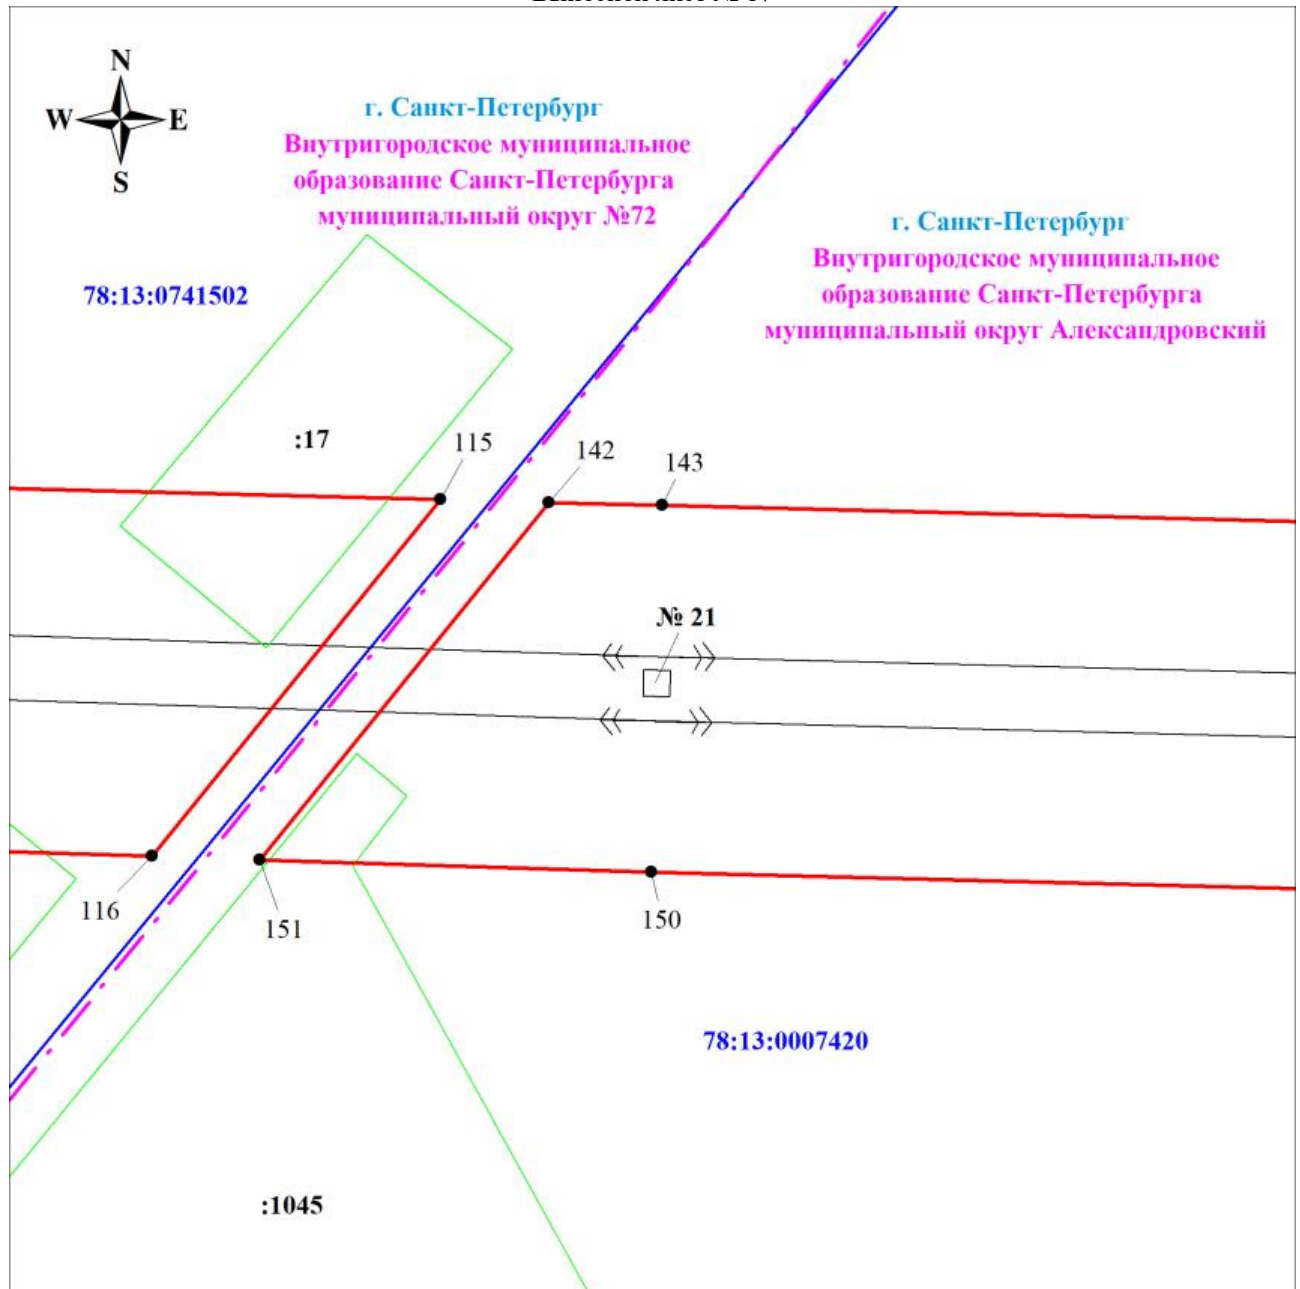 N
W E
S
г. Санкт-Петербург
Внутригородское муниципальное
образование Санкт-Петербурга
муниципальный округ №72
г. Санкт-Петербург
Внутригородское муниципальное
образование Санкт-Петербурга
муниципальный округ Александровский
78:13:0741502
:17
115
142
143
№ 21
116
151
150
78:13:0007420
:1045